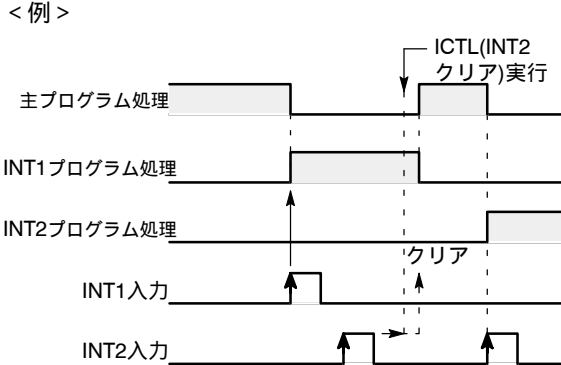 ＜例＞
ICTL(INT2
クリア)実行
主プログラム処理
INT1プログラム処理
INT2プログラム処理
クリア
INT1入力
INT2入力